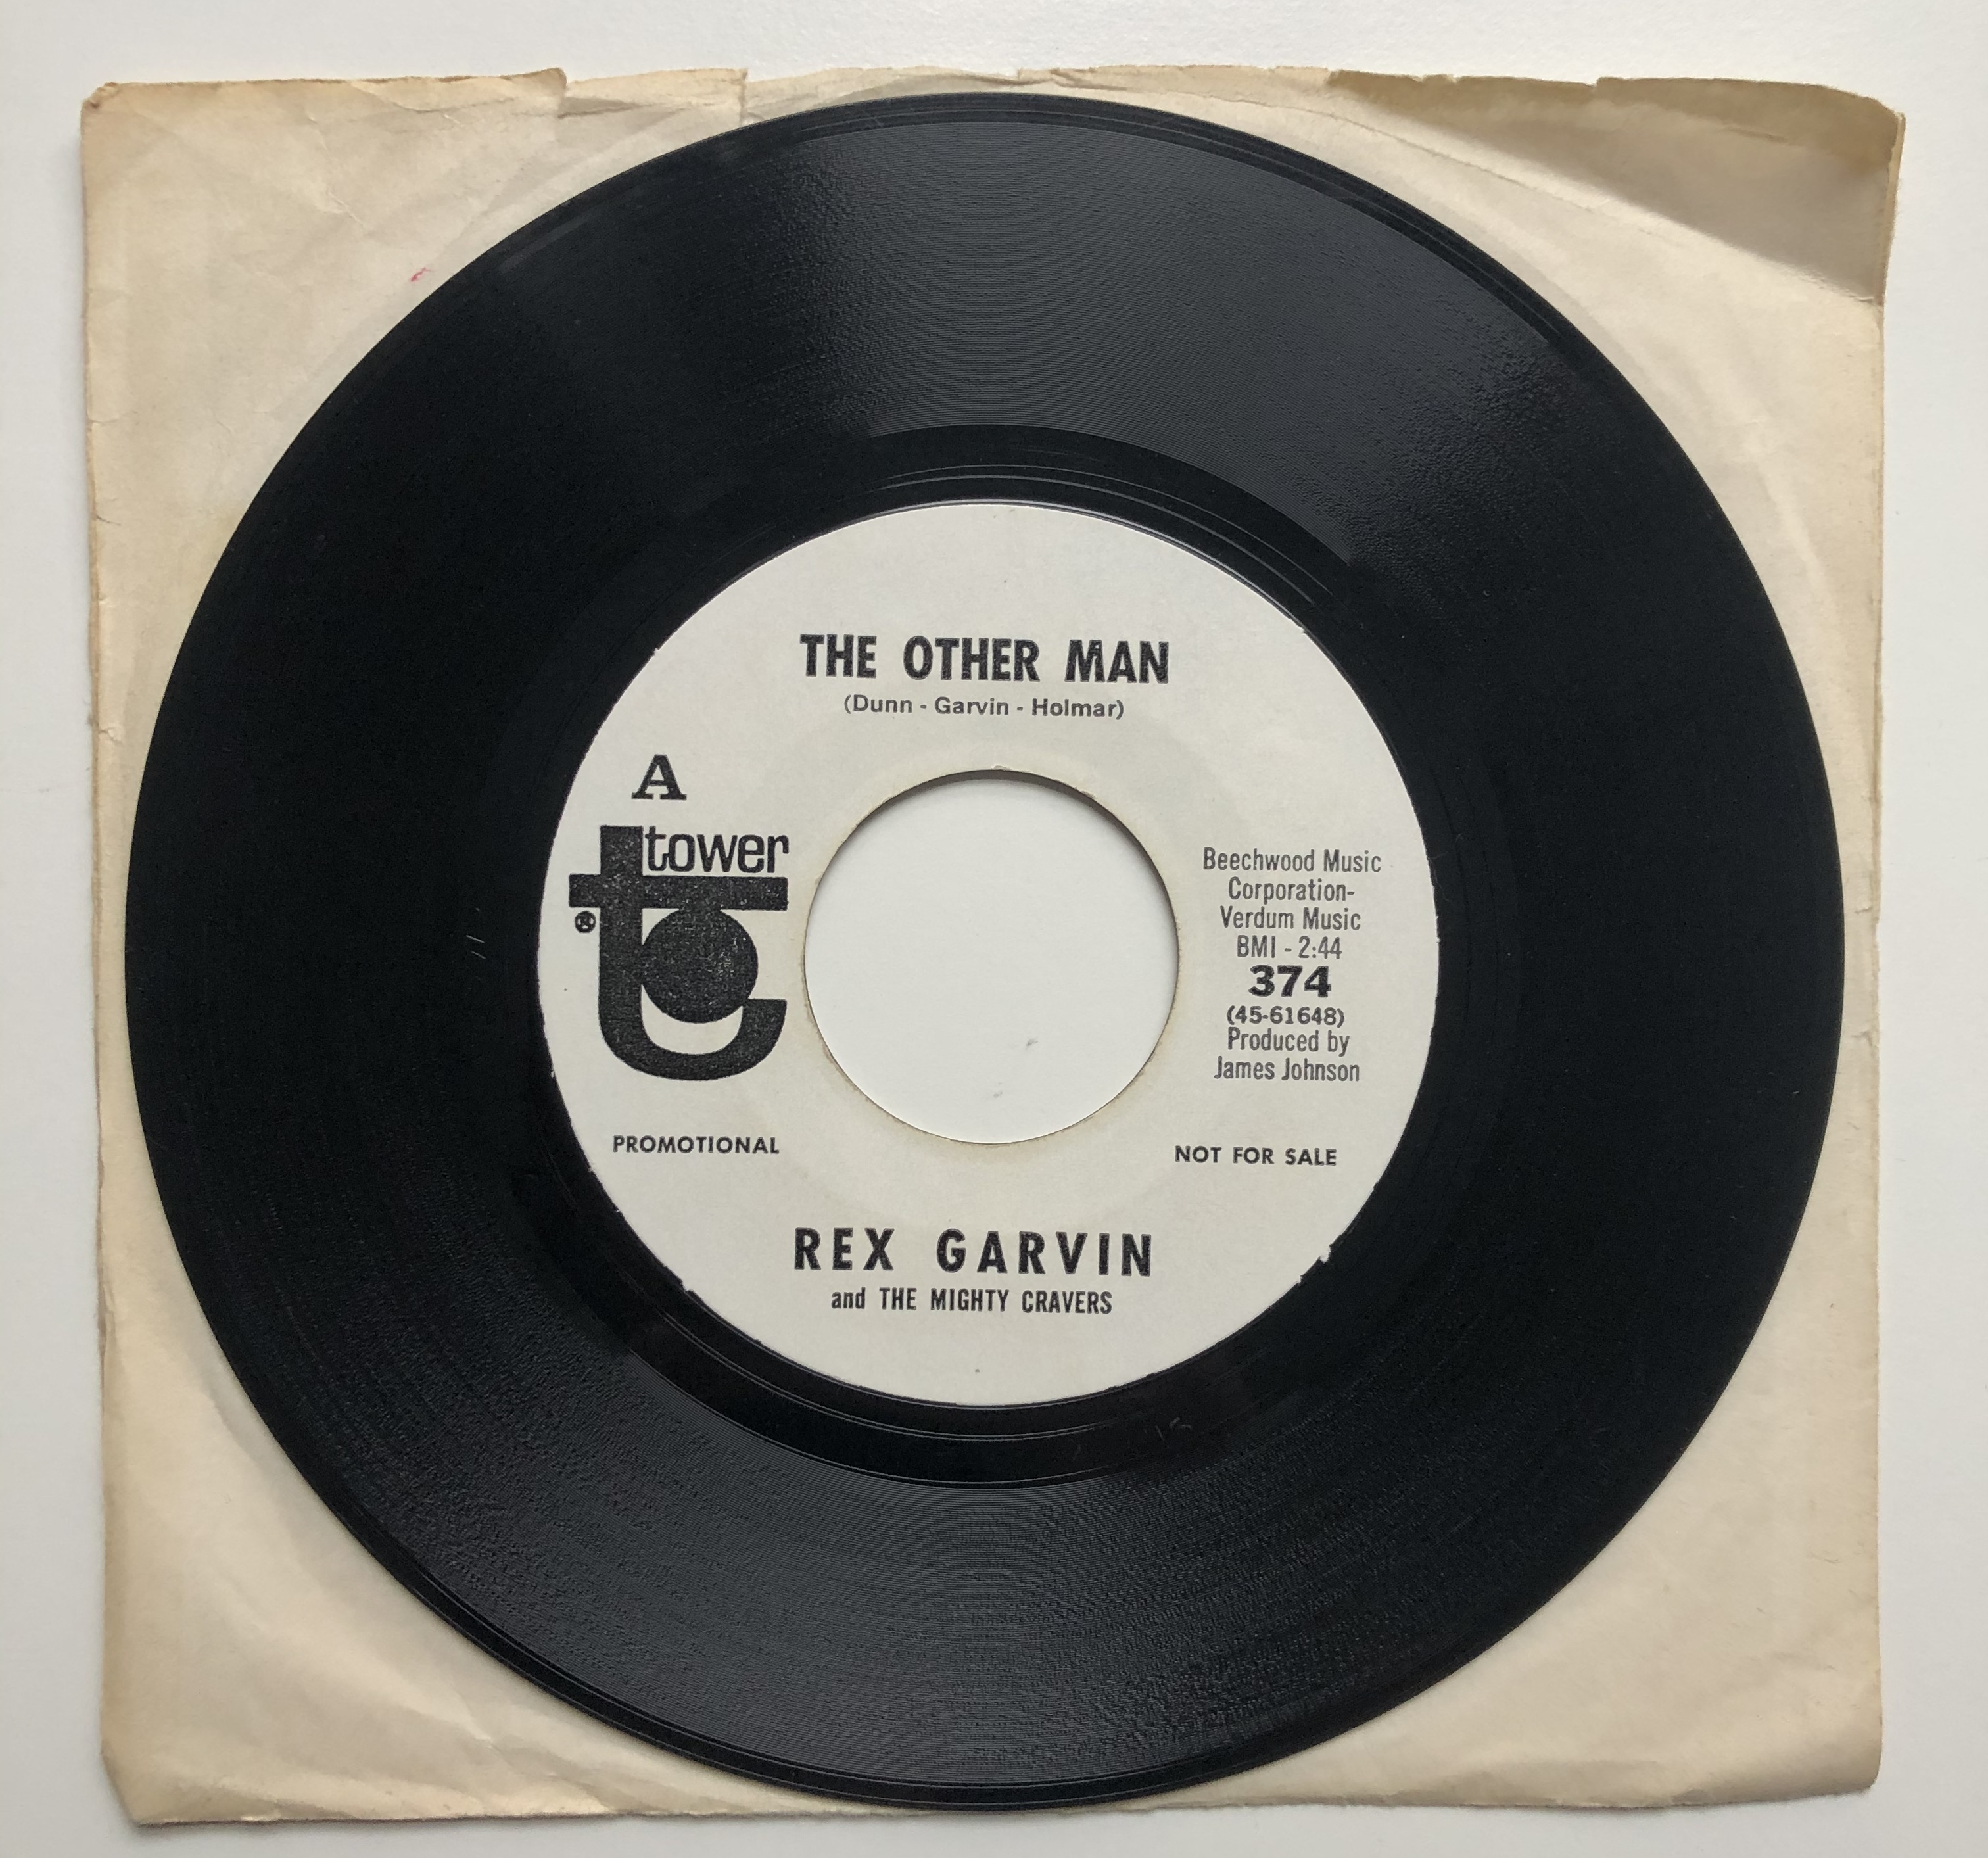 THE OTHER MAN
(Dunn - Garvin - Holmar)
A
tower
®
Beechwood Music
Corporation-
Verdum Music
BMI - 2:44
374
(45-61648)
Produced by
James Johnson
PROMOTIONAL
NOT FOR SALE
REX GARVIN
and THE MIGHTY CRAVERS